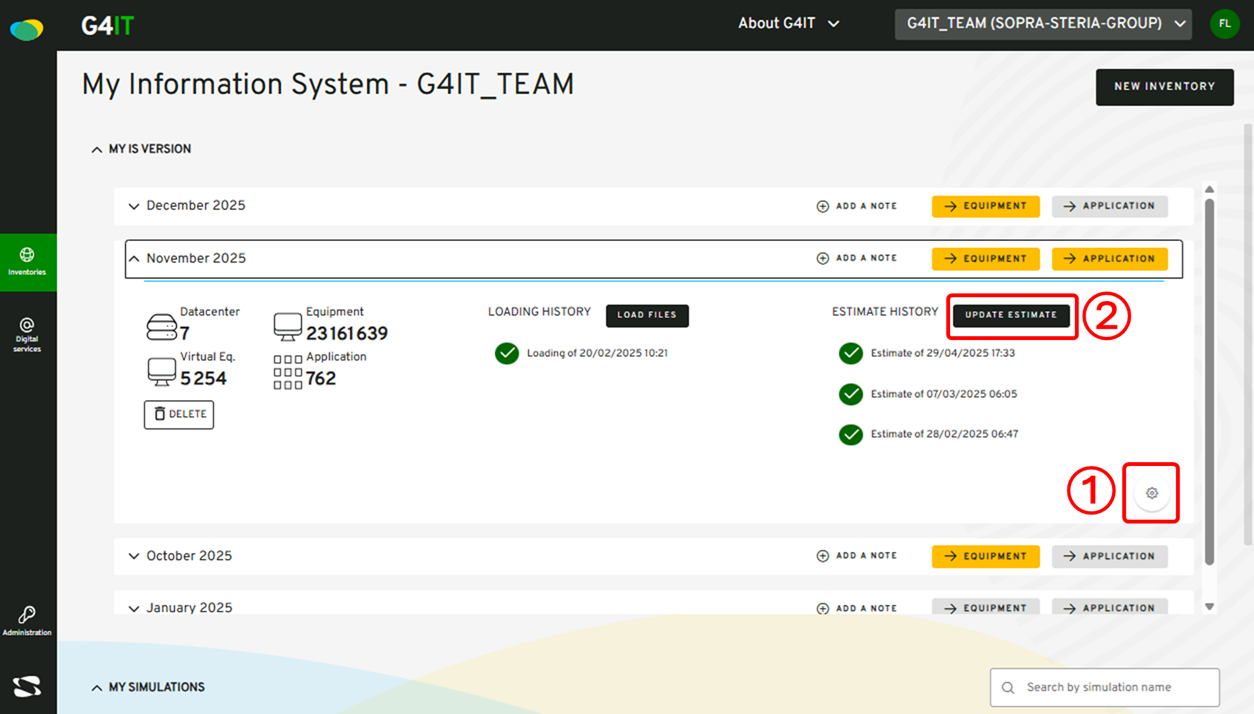 G4IT
About G4IT
G4IT_TEAM (SOPRA-STERIA-GROUP)
FL
My Information System - G4IT_TEAM
NEW INVENTORY
MY IS VERSION
December 2025
ADD A NOTE
EQUIPMENT
APPLICATION
Inventories
November 2025
ADD A NOTE
EQUIPMENT
APPLICATION
Datacenter
7
Equipment
23161639
Virtual Eq.
5 254
Application
762
DELETE
LOADING HISTORY
LOAD FILES
Loading of 20/02/2025 10:21
ESTIMATE HISTORY
UPDATE ESTIMATE
②
Estimate of 29/04/2025 17:33
Estimate of 07/03/2025 06:05
Estimate of 28/02/2025 06:47
①
Digital
services
October 2025
ADD A NOTE
EQUIPMENT
APPLICATION
January 2025
ADD A NOTE
EQUIPMENT
APPLICATION
Administration
MY SIMULATIONS
Search by simulation name